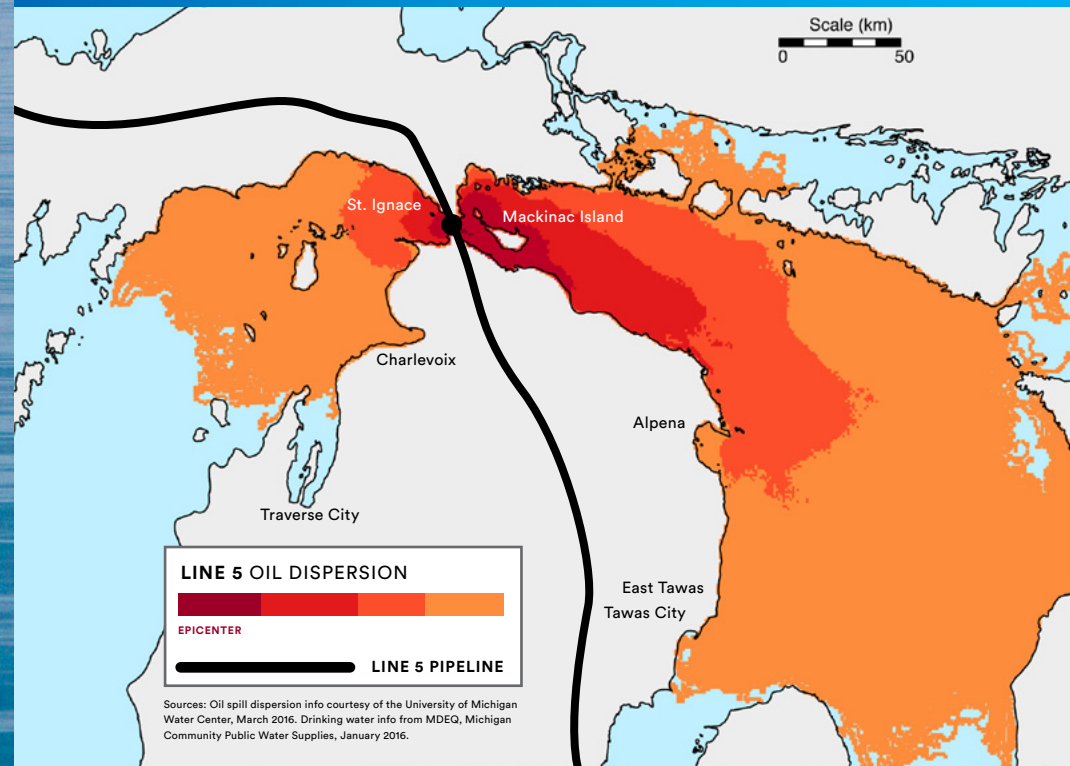 Scale (km)
0 50
St. Ignace
Mackinac Island
Charlevoix
Alpena
Traverse City
East Tawas
Tawas City
LINE 5 OIL DISPERSION
EPICENTER
LINE 5 PIPELINE
Sources: Oil spill dispersion info courtesy of the University of Michigan
Water Center, March 2016. Drinking water info from MDEQ, Michigan
Community Public Water Supplies, January 2016.